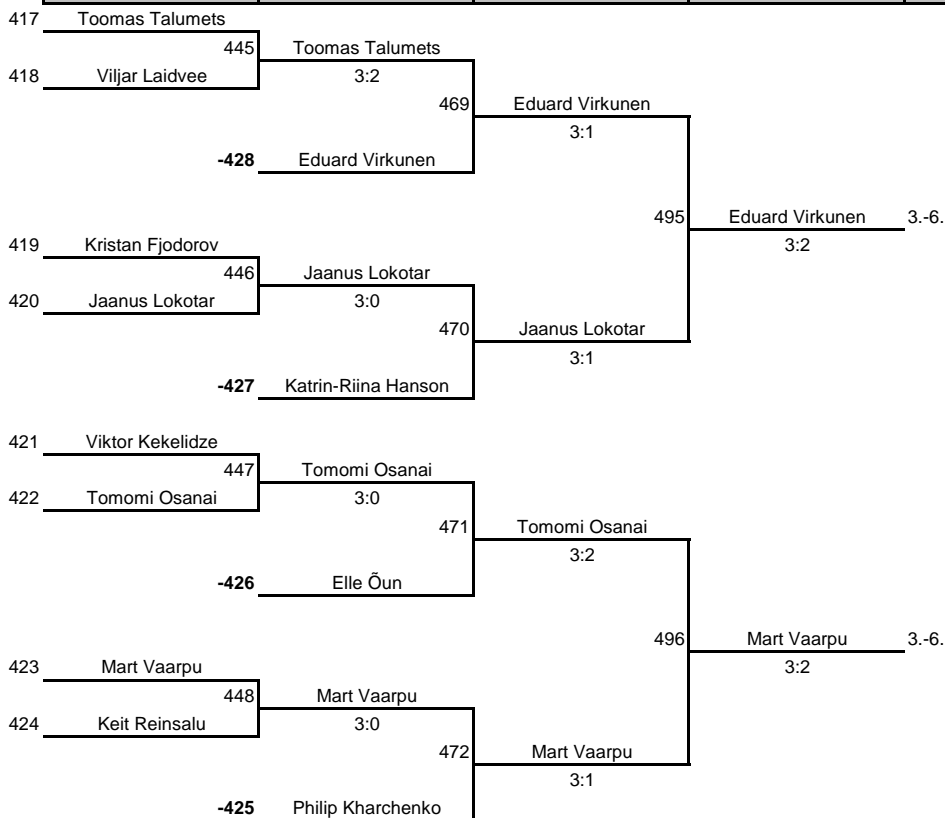 417 Toomas Talumets
445 Toomas Talumets
418 Viljar Laidvee 3:2
469 Eduard Virkunen
3:1
-428 Eduard Virkunen
495 Eduard Virkunen 3.-6.
3:2
419 Kristan Fjodorov
446 Jaanus Lokotar
420 Jaanus Lokotar 3:0
470 Jaanus Lokotar
3:1
-427 Katrin-Riina Hanson
421 Viktor Kekelidze
447 Tomomi Osanai
422 Tomomi Osanai 3:0
471 Tomomi Osanai
3:2
-426 Elle Õun
496 Mart Vaarpu 3.-6.
3:2
423 Mart Vaarpu
448 Mart Vaarpu
424 Keit Reinsalu 3:0
472 Mart Vaarpu
3:1
-425 Philip Kharchenko